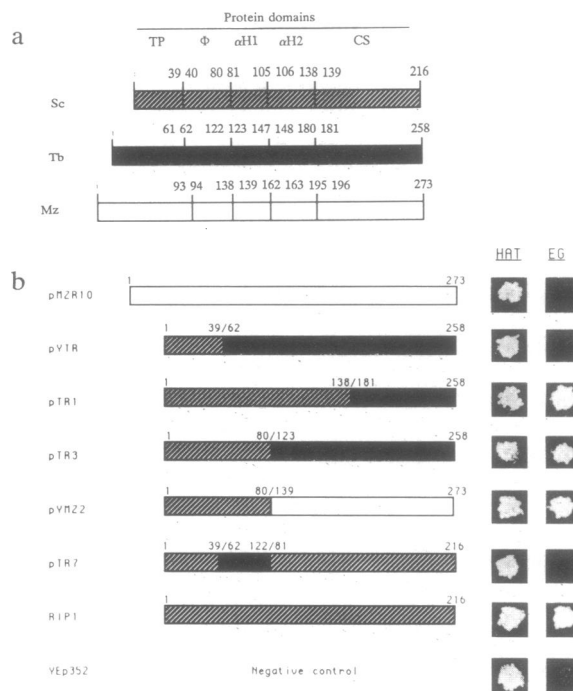 a
Protein domains
TP Φ αH1 αH2 CS
39 40 80 81 105 106 138 139 216
Sc
61 62 122 123 147 148 180 181 258
Tb
93 94 138 139 162 163 195 196 273
Mz
b
HAT EG
1 273
pMZR10
1 39/62 258
pYTR
1 138/181 258
pTR1
1 80/123 258
pTR3
1 80/139 273
pYMZ2
1 39/62 122/81 216
pTR7
1 216
RIP1
YEp352 Negative control